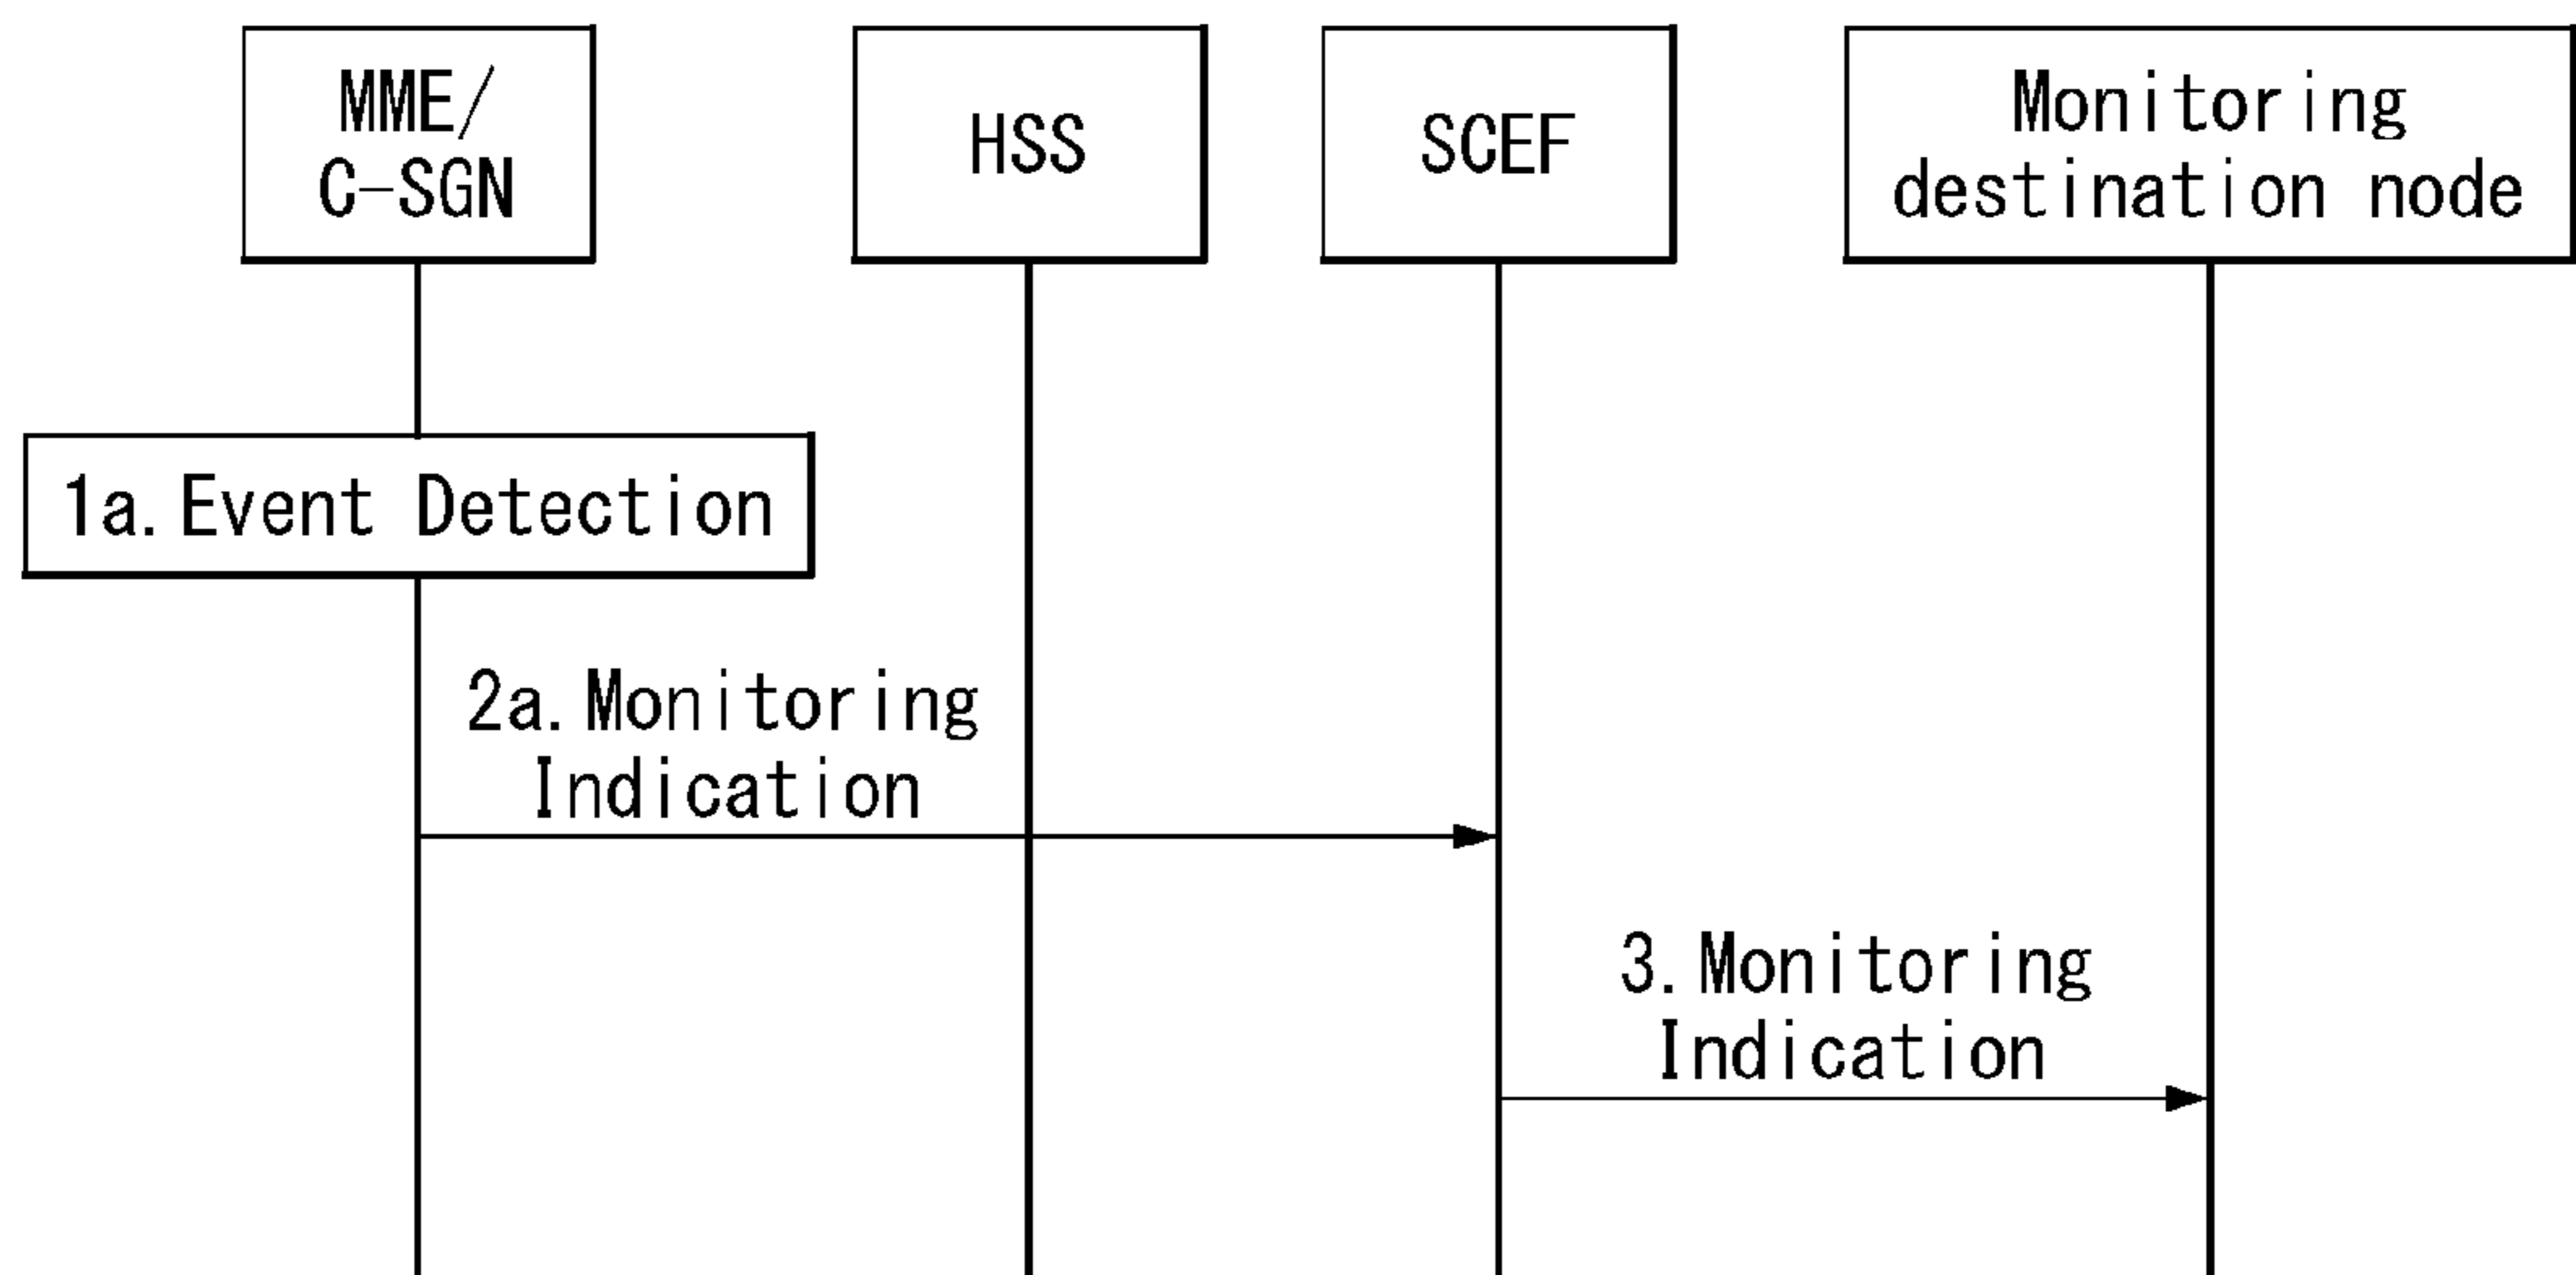 MME/
C-SGN
HSS
SCEF
Monitoring
destination node
1a. Event Detection
2a. Monitoring
Indication
3. Monitoring
Indication